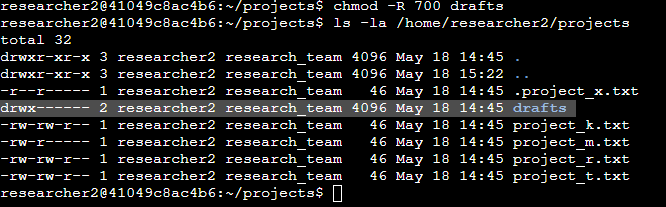 researcher2@41049c8ac4b6:~/projects$ chmod -R 700 drafts
researcher2@41049c8ac4b6:~/projects$ ls -la /home/researcher2/projects
total 32
drwxr-xr-x 3 researcher2 research_team 4096 May 18 14:45 .
drwxr-xr-x 3 researcher2 research_team 4096 May 18 15:22 ..
-r--r----- 1 researcher2 research_team   46 May 18 14:45 .project_x.txt
drwx------ 2 researcher2 research_team 4096 May 18 14:45 drafts
-rw-rw-r-- 1 researcher2 research_team   46 May 18 14:45 project_k.txt
-rw-rw-r-- 1 researcher2 research_team   46 May 18 14:45 project_m.txt
-rw-rw-r-- 1 researcher2 research_team   46 May 18 14:45 project_r.txt
-rw-rw-r-- 1 researcher2 research_team   46 May 18 14:45 project_t.txt
researcher2@41049c8ac4b6:~/projects$